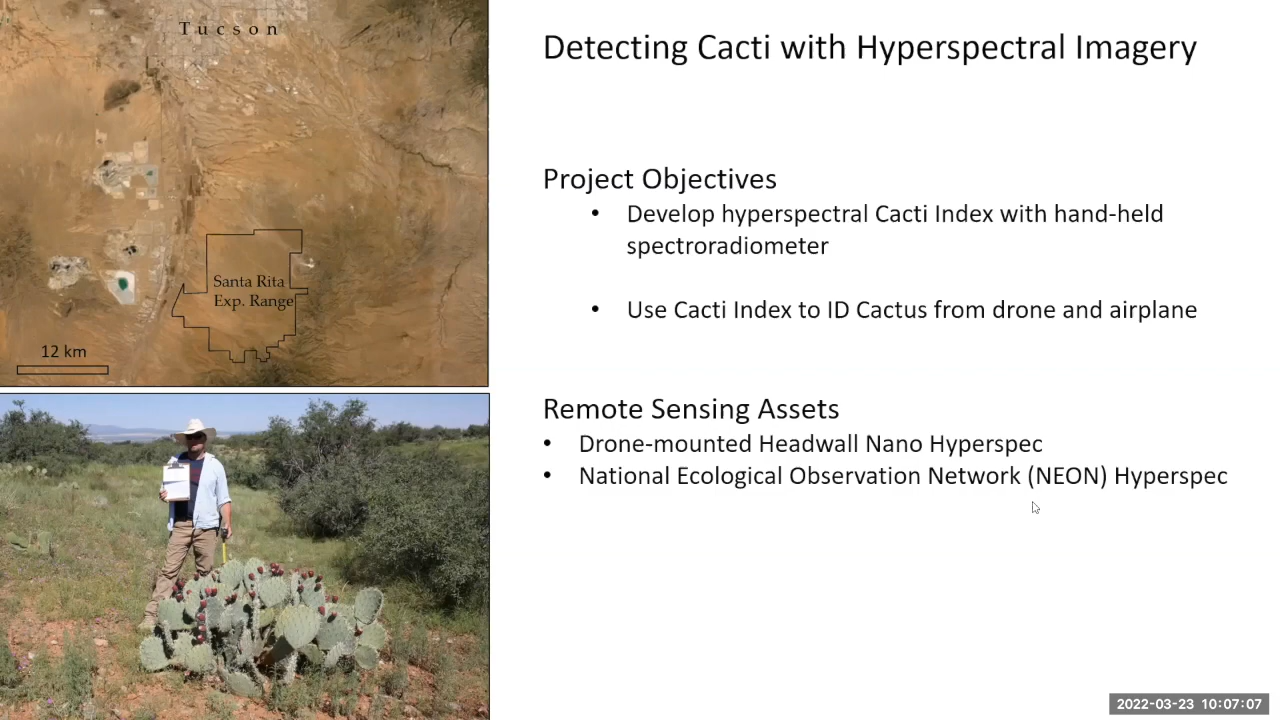 Tucson
Santa Rita
Exp. Range
12 km
Detecting Cacti with Hyperspectral Imagery
Project Objectives
• Develop hyperspectral Cacti Index with hand-held
spectroradiometer
• Use Cacti Index to ID Cactus from drone and airplane
Remote Sensing Assets
• Drone-mounted Headwall Nano Hyperspec
• National Ecological Observation Network (NEON) Hyperspec
2022-03-23 10:07:07